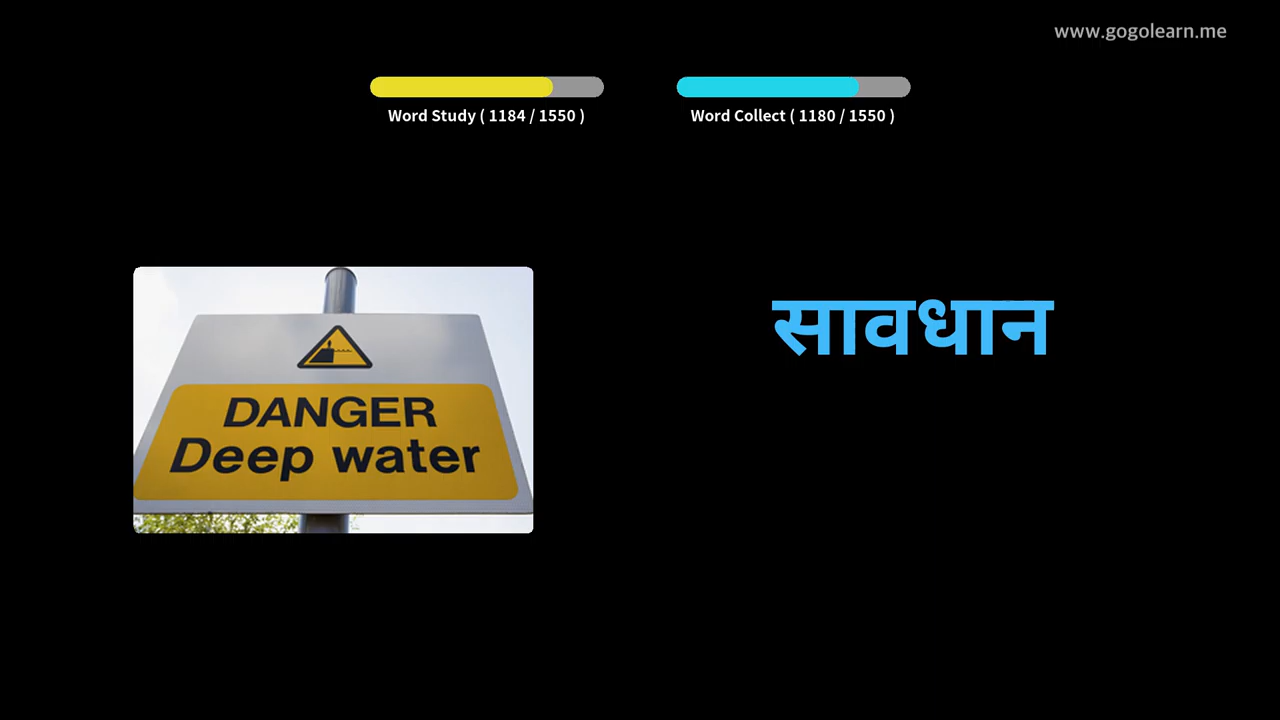 www.gogolearn.me
Word Study ( 1184 / 1550 )
Word Collect ( 1180 / 1550 )
सावधान
DANGER
Deep water